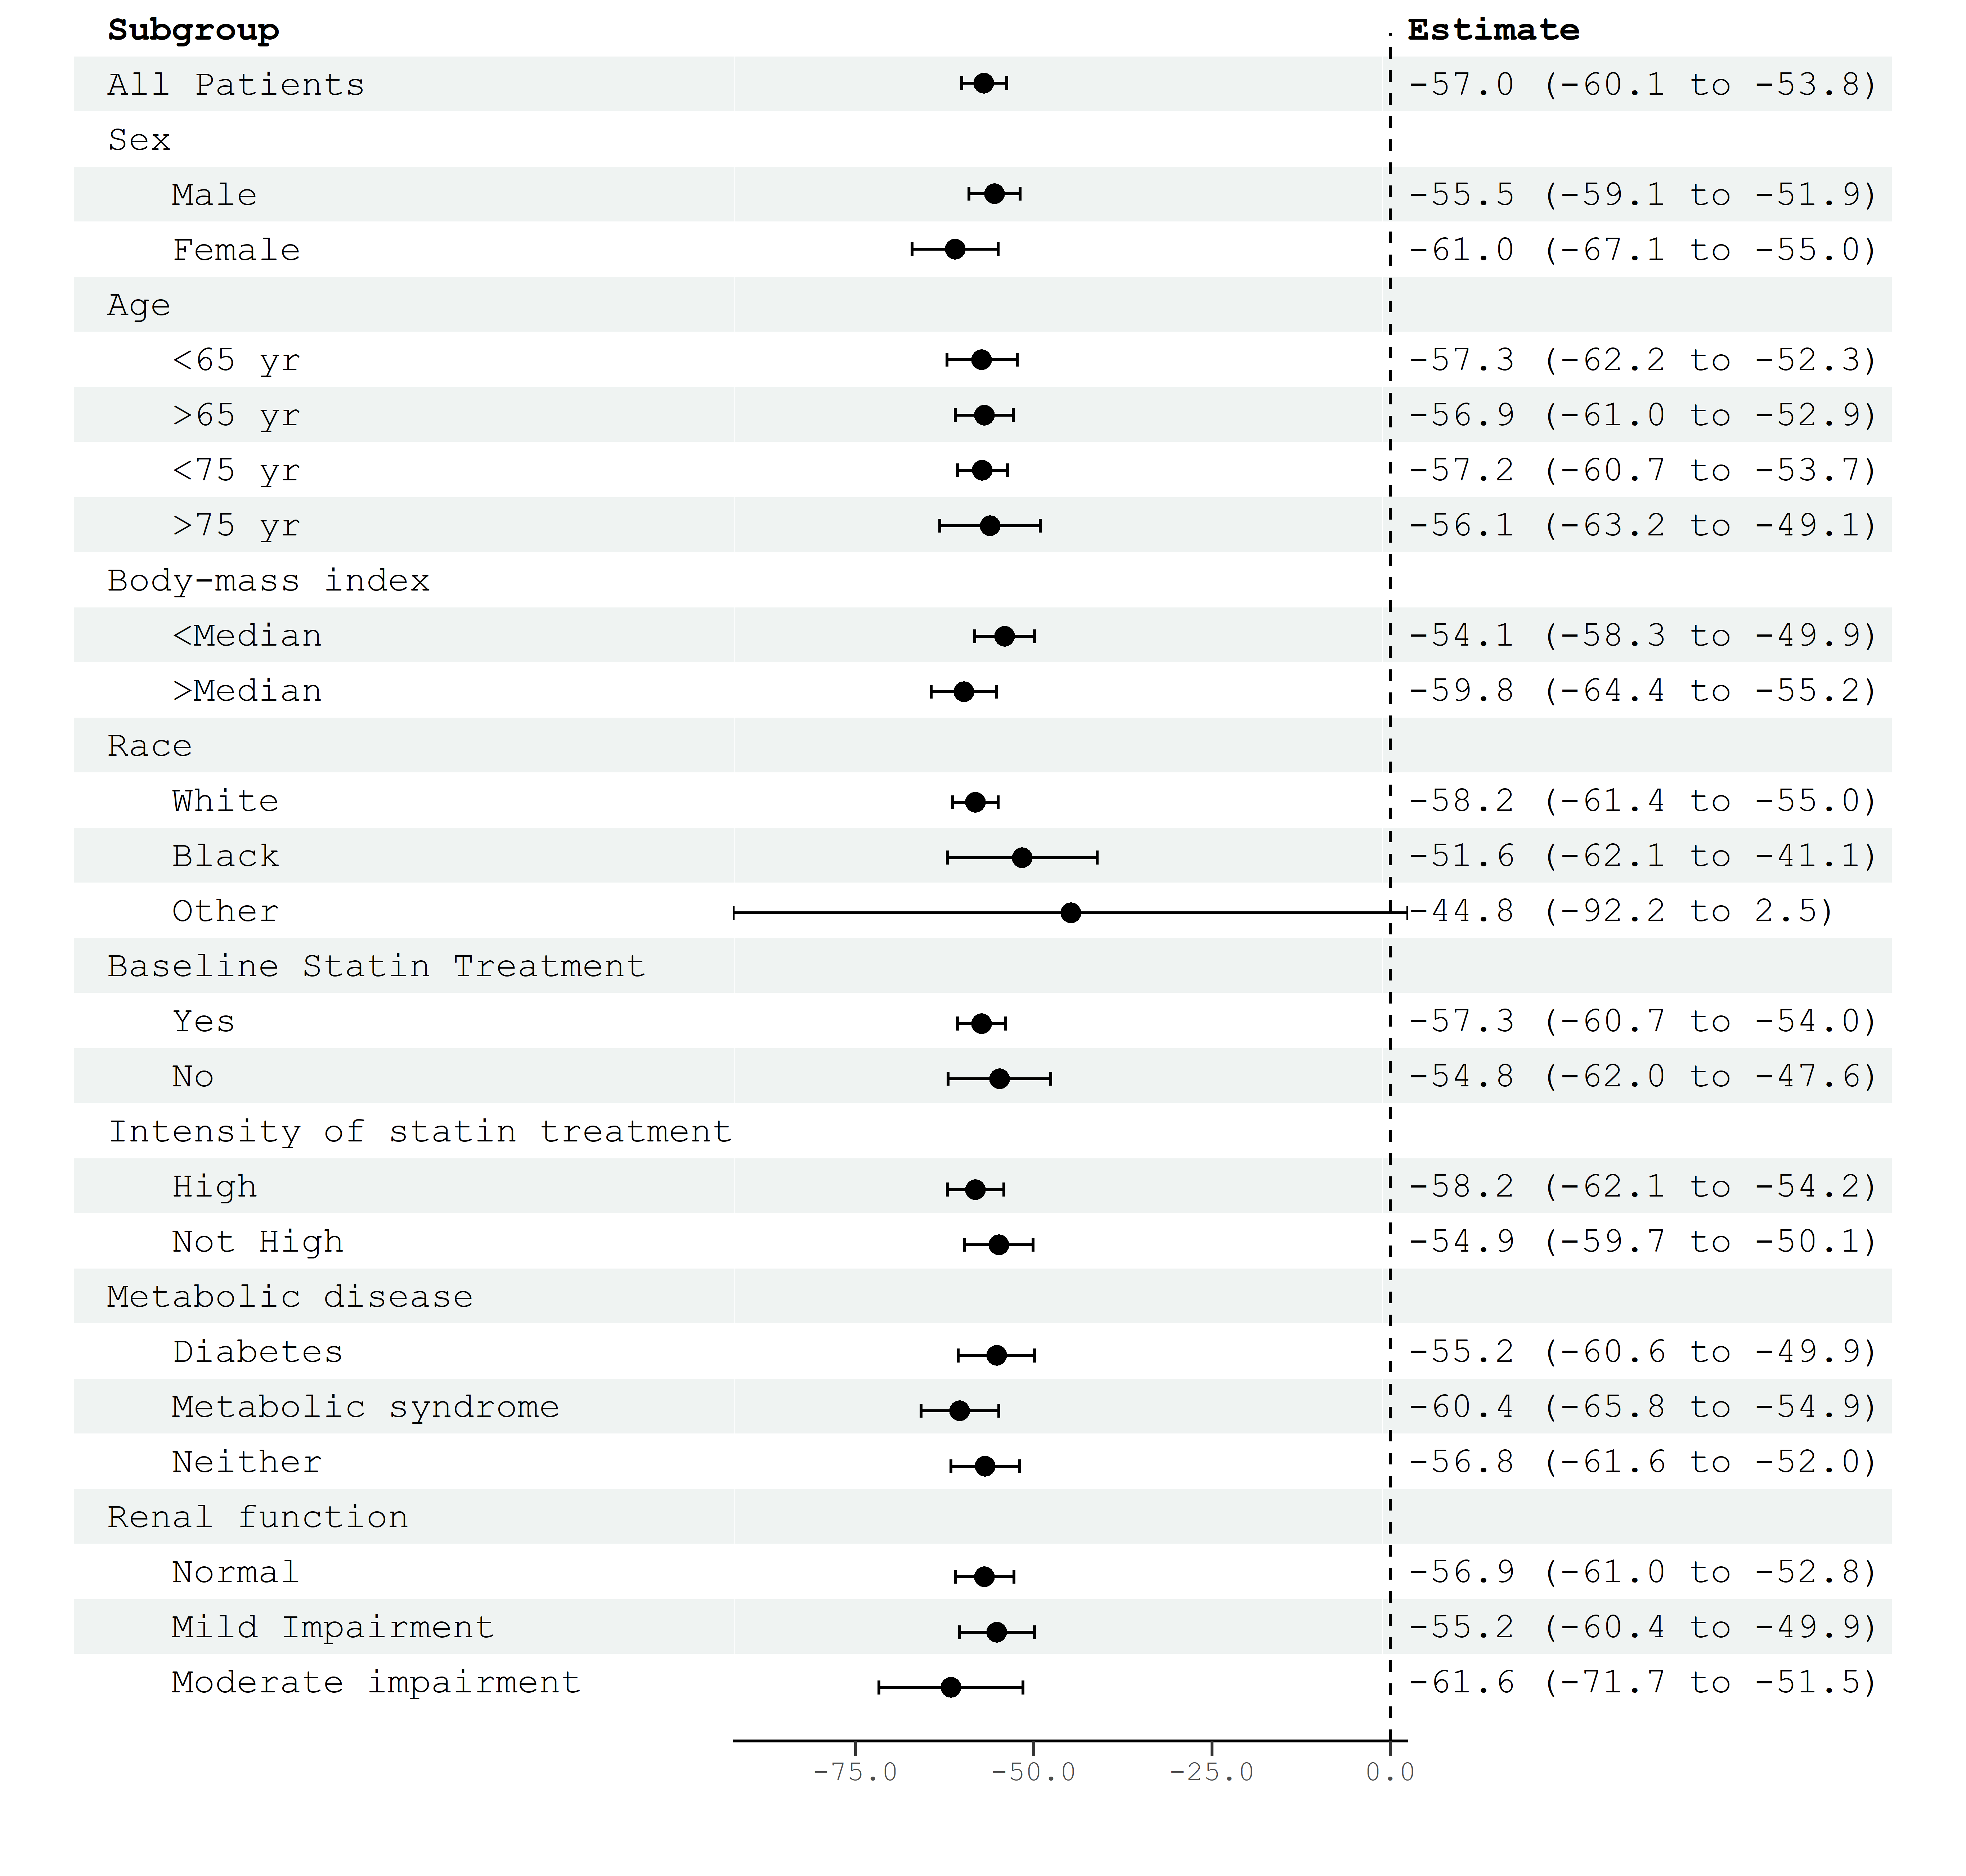 Subgroup Estimate
All Patients -57.0 (-60.1 to -53.8)
Sex
Male -55.5 (-59.1 to -51.9)
Female -61.0 (-67.1 to -55.0)
Age
<65 yr -57.3 (-62.2 to -52.3)
>65 yr -56.9 (-61.0 to -52.9)
<75 yr -57.2 (-60.7 to -53.7)
>75 yr -56.1 (-63.2 to -49.1)
Body-mass index
<Median -54.1 (-58.3 to -49.9)
>Median -59.8 (-64.4 to -55.2)
Race
White -58.2 (-61.4 to -55.0)
Black -51.6 (-62.1 to -41.1)
Other -44.8 (-92.2 to 2.5)
Baseline Statin Treatment
Yes -57.3 (-60.7 to -54.0)
No -54.8 (-62.0 to -47.6)
Intensity of statin treatment
High -58.2 (-62.1 to -54.2)
Not High -54.9 (-59.7 to -50.1)
Metabolic disease
Diabetes -55.2 (-60.6 to -49.9)
Metabolic syndrome -60.4 (-65.8 to -54.9)
Neither -56.8 (-61.6 to -52.0)
Renal function
Normal -56.9 (-61.0 to -52.8)
Mild Impairment -55.2 (-60.4 to -49.9)
Moderate impairment -61.6 (-71.7 to -51.5)
-75.0 -50.0 -25.0 0.0